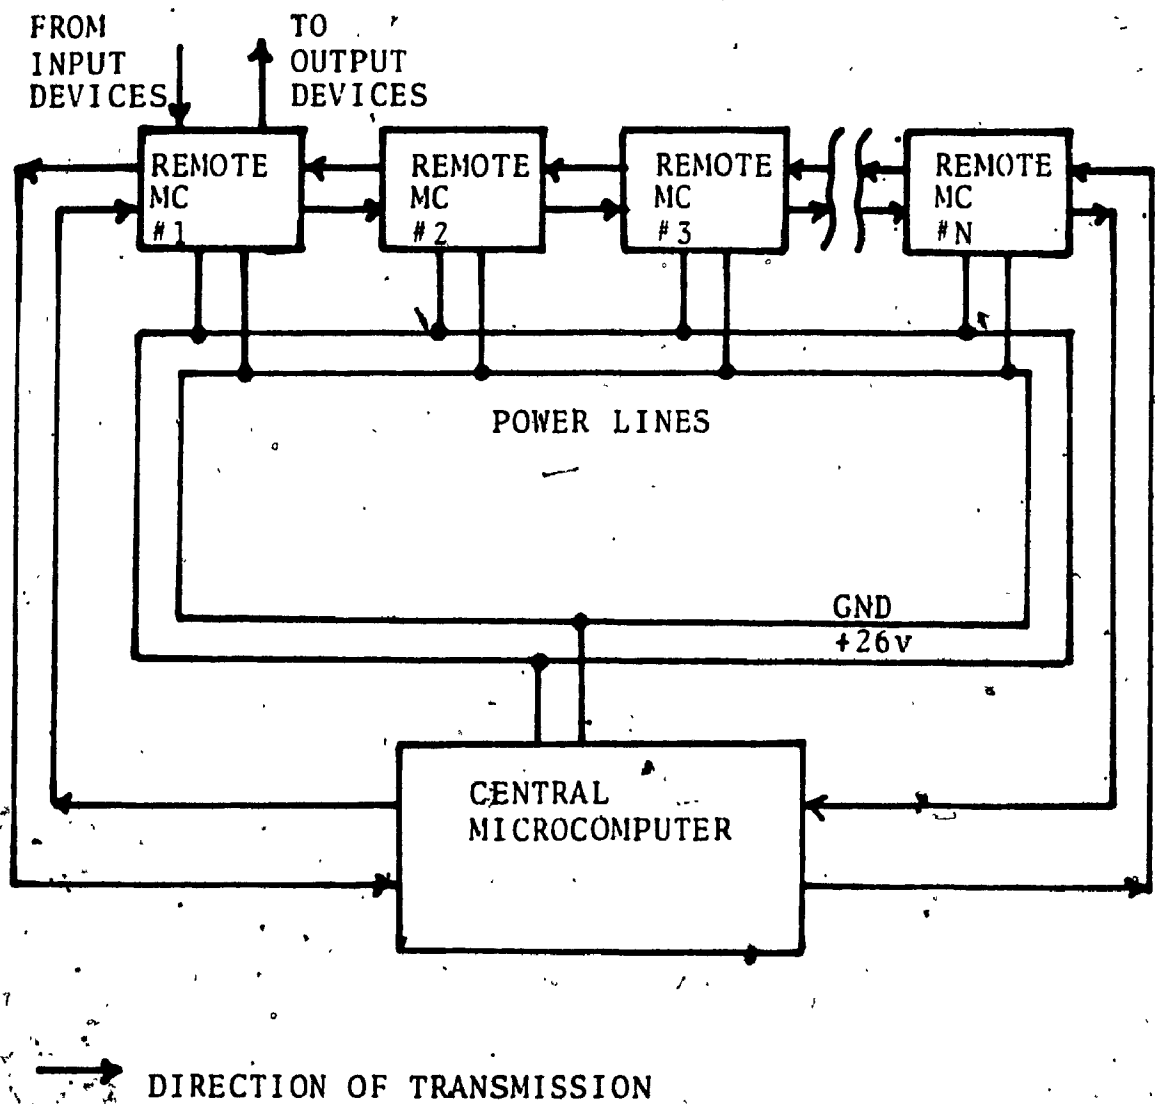 FROM
INPUT
DEVICES
TO
OUTPUT
DEVICES
REMOTE
MC
#1
REMOTE
MC
#2
REMOTE
MC
#3
REMOTE
MC
#N
POWER LINES
GND
+26v
CENTRAL
MICROCOMPUTER
DIRECTION OF TRANSMISSION